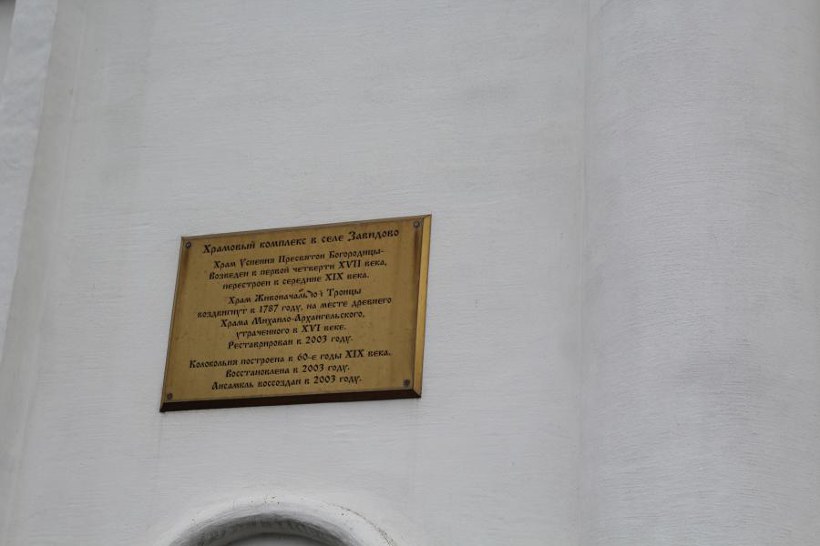 Храмовый комплекс в селе Завидово
Храм Успения Пресвятой Богородицы-
Возведен в первой четверти XVII века,
перестроен в середине XIX века.
Храм Живоначальной Троицы
воздвигнут в 1787 году, на месте древнего
Храма Михаило-Архангельского,
утраченного в XVI веке.
Реставрирован в 2003 году.
Колокольня построена в 60-е годы XIX века.
Восстановлена в 2003 году.
Ансамбль воссоздан в 2003 году.